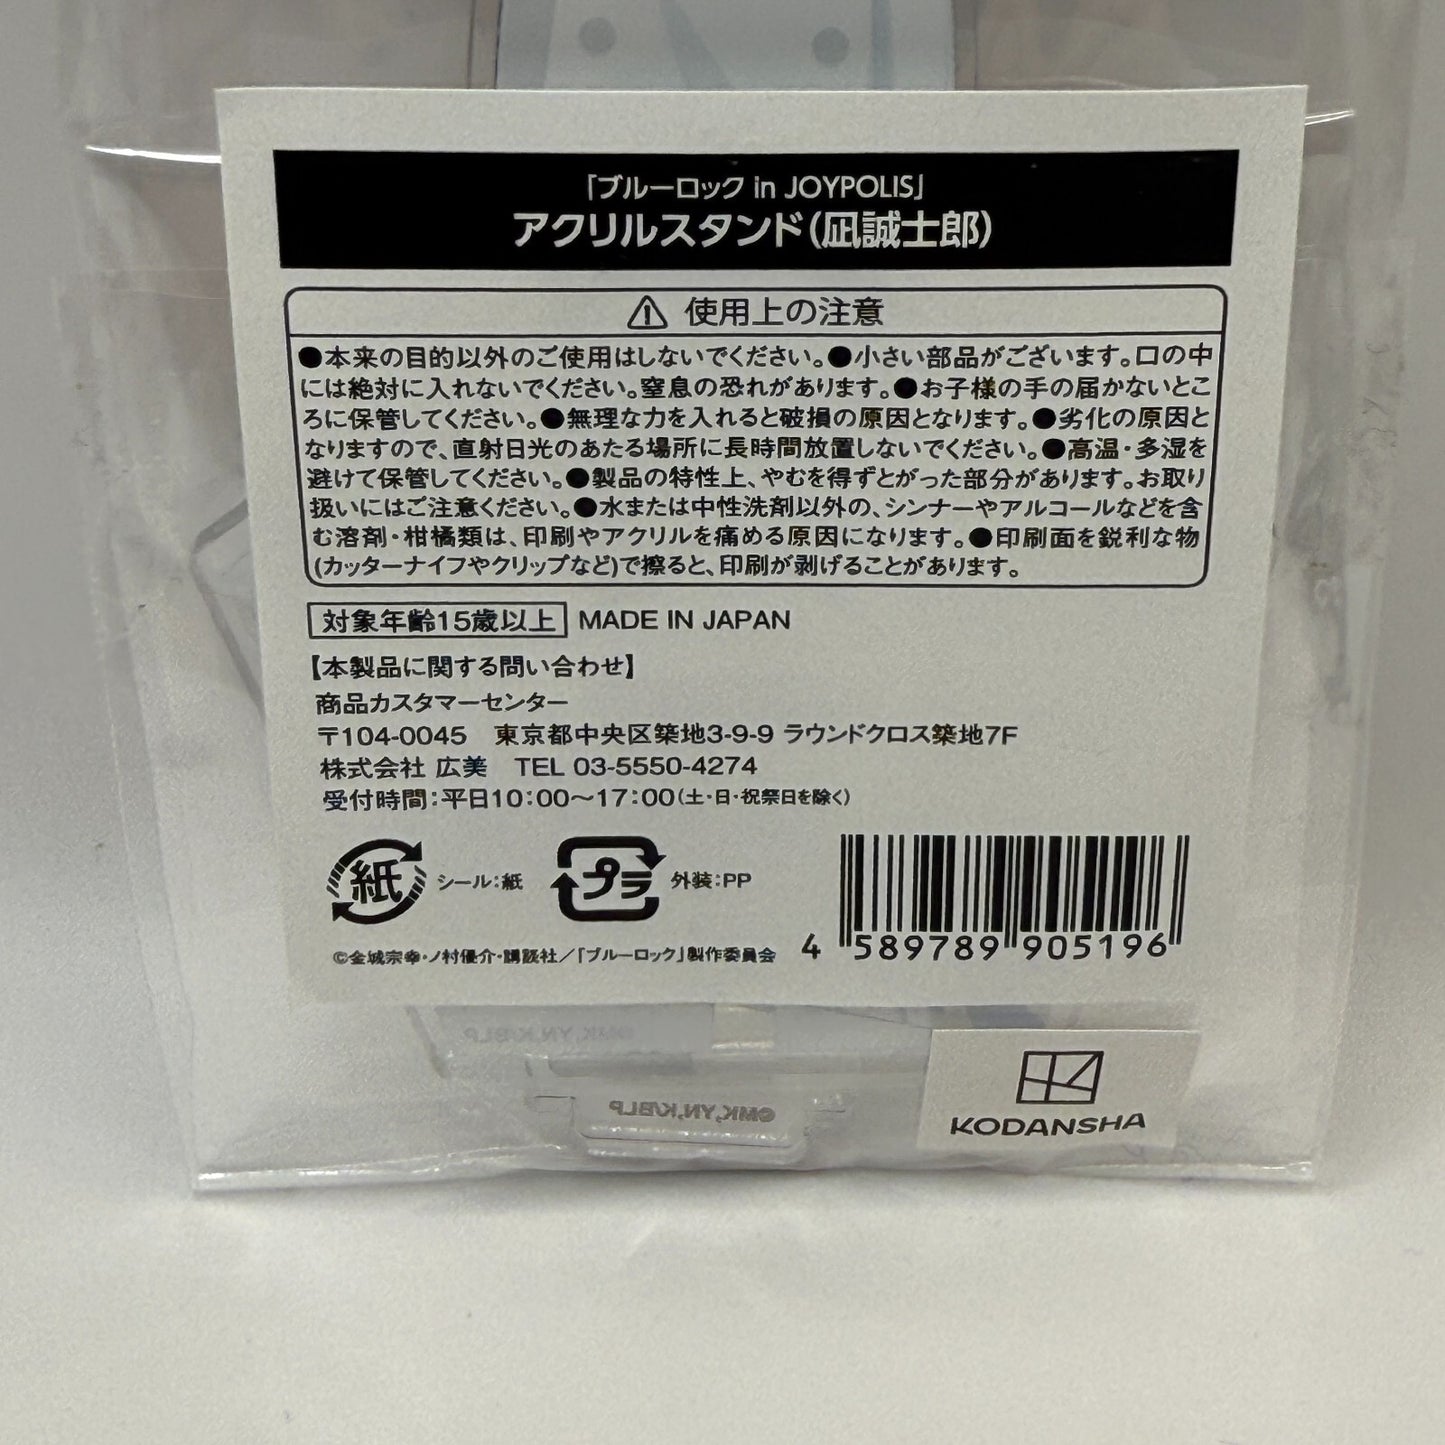 「ブルーロック in JOYPOLIS」
アクリルスタンド(凪誠士郎)
使用上の注意
●本来の目的以外のご使用はしないでください。●小さい部品がございます。口の中
には絶対に入れないでください。窒息の恐れがあります。●お子様の手の届かないとこ
ろに保管してください。●無理な力を入れると破損の原因となります。●劣化の原因と
なりますので、直射日光のあたる場所に長時間放置しないでください。●高温・多湿を
避けて保管してください。●製品の特性上、やむを得ずとがった部分があります。お取り
扱いにはご注意ください。●水または中性洗剤以外の、シンナーやアルコールなどを含
む溶剤・柑橘類は、印刷やアクリルを痛める原因になります。●印刷面を鋭利な物
(カッターナイフやクリップなど)で擦ると、印刷が剥げることがあります。
対象年齢15歳以上 MADE IN JAPAN
【本製品に関する問い合わせ】
商品カスタマーセンター
〒104-0045 東京都中央区築地3-9-9 ラウンドクロス築地7F
株式会社 広美 TEL 03-5550-4274
受付時間:平日10:00〜17:00(土・日・祝祭日を除く)
紙 シール:紙 プラ 外装:PP
©金城宗幸・ノ村優介・講談社/「ブルーロック」製作委員会
4 589789 905196
©MK,YN,K/BLP
©MK,YN,K/BLP
KODANSHA